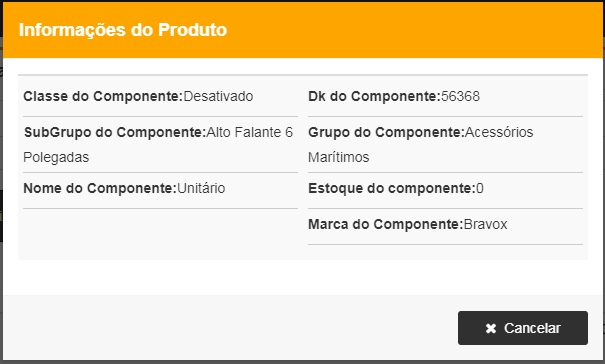 Informações do Produto
Classe do Componente:Desativado
Dk do Componente:56368
SubGrupo do Componente:Alto Falante 6
Polegadas
Grupo do Componente:Acessórios
Marítimos
Nome do Componente:Unitário
Estoque do componente:0
Marca do Componente:Bravox
✖ Cancelar